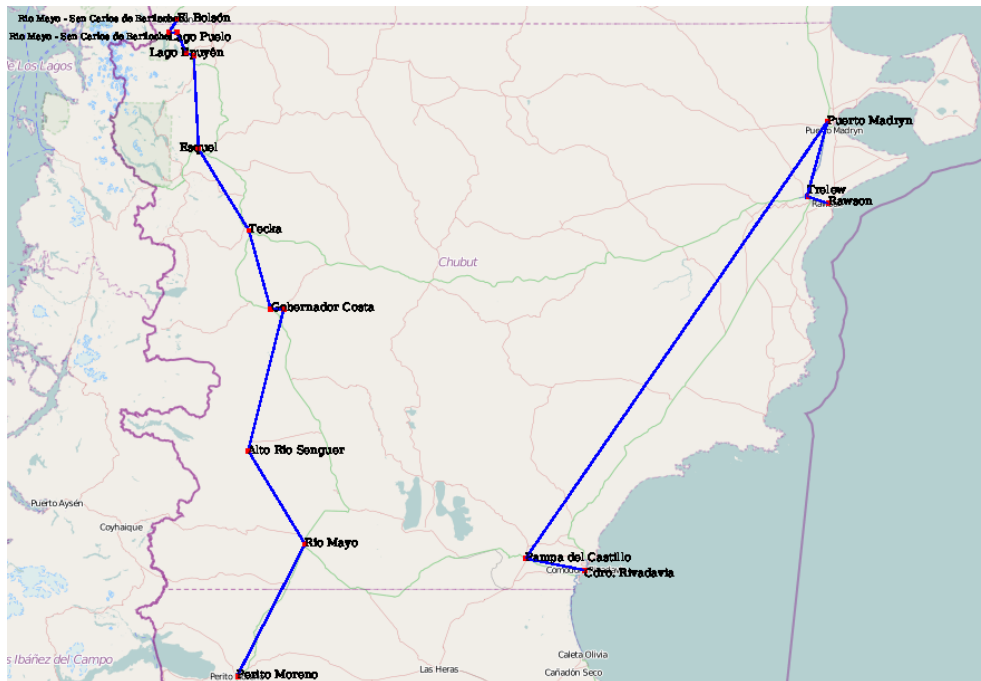 El Bolsón
Rio Mayo - San Carlos de Bariloche
Rio Mayo - San Carlos de Bariloche
Lago Puelo
Lago Epuyén
de Los Lagos
Puerto Madryn
Puerto Madryn
Esquel
Trelew
Rawson
Tecka
Chubut
Gobernador Costa
Alto Rio Senguer
Puerto Aysén
Coyhaique
Rio Mayo
Pampa del Castillo
Cdro. Rivadavia
Caleta Olivia
s Ibáñez del Campo
Las Heras
Cañadón Seco
Perito Moreno